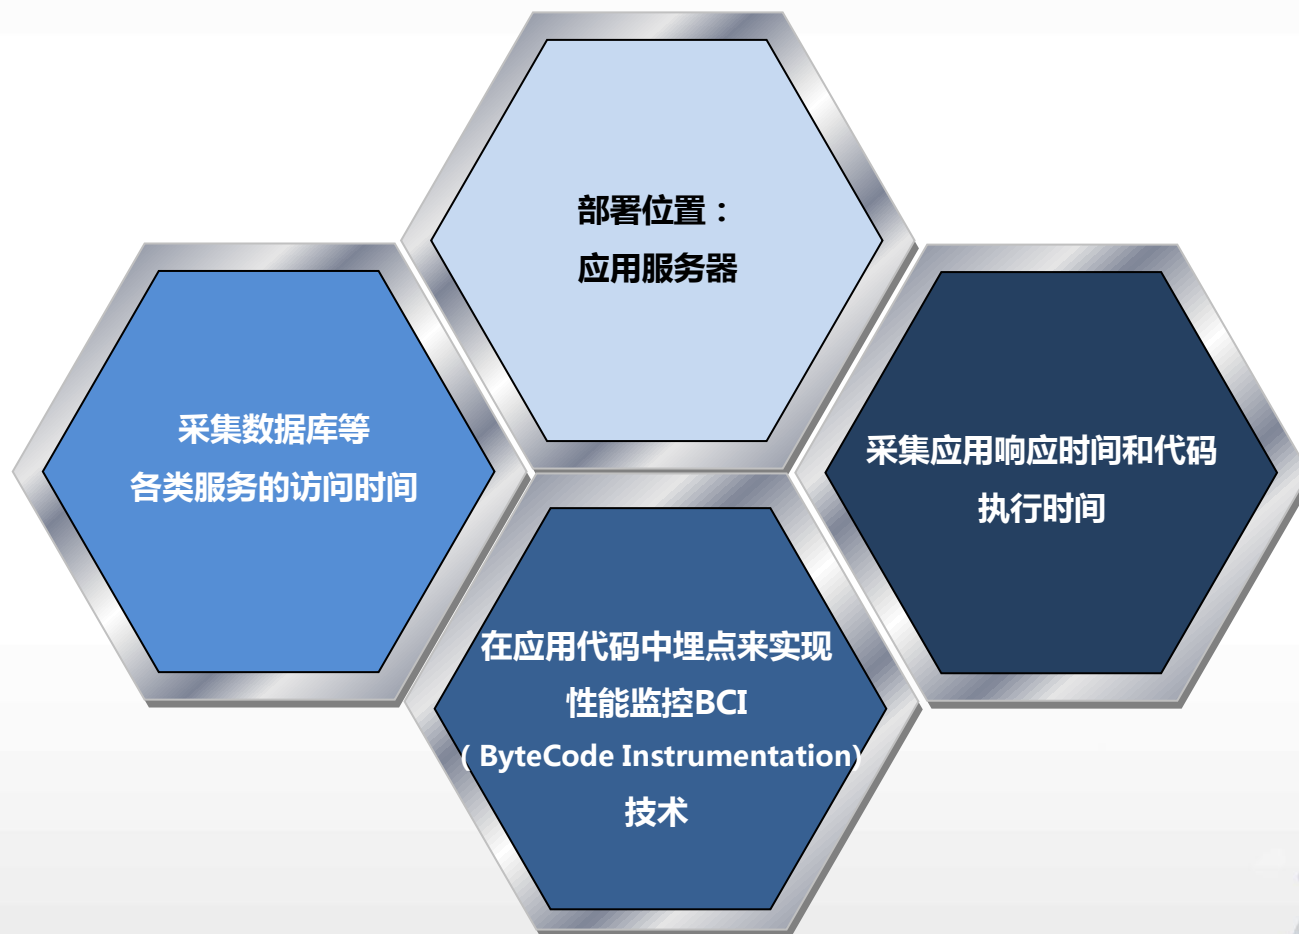 部署位置：
应用服务器
采集数据库等
各类服务的访问时间
采集应用响应时间和代码
执行时间
在应用代码中埋点来实现
性能监控BCI
( ByteCode Instrumentation)
技术